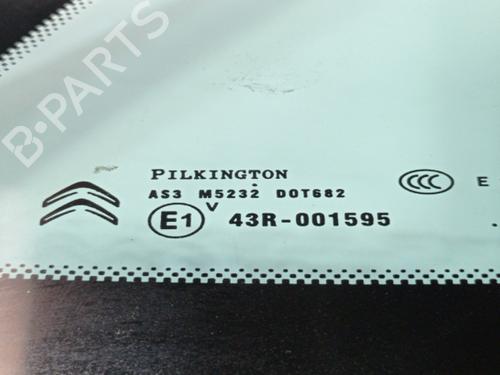 B·PARTS
PILKINGTON
AS3 M5232 DOT682
CCC E
E1 V 43R-001595